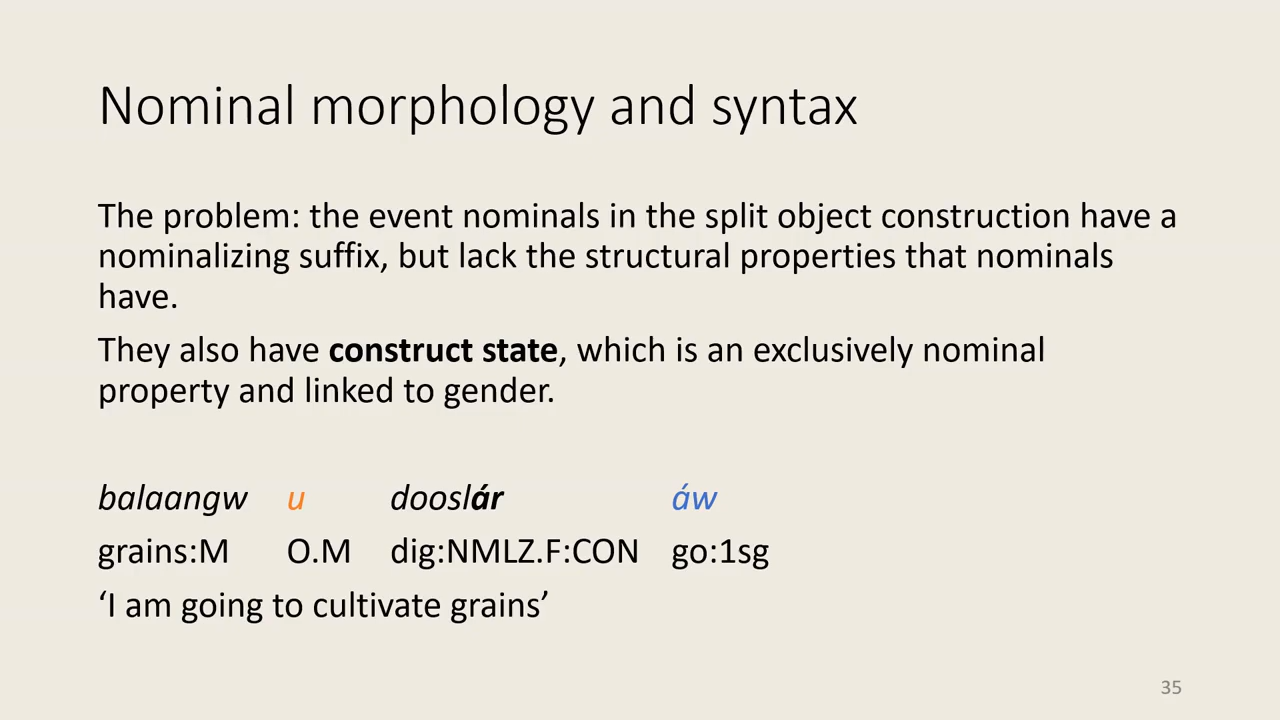 Nominal morphology and syntax
The problem: the event nominals in the split object construction have a
nominalizing suffix, but lack the structural properties that nominals
have.
They also have construct state, which is an exclusively nominal
property and linked to gender.
balaangw u dooslár áw
grains:M O.M dig:NMLZ.F:CON go:1sg
‘I am going to cultivate grains’
35